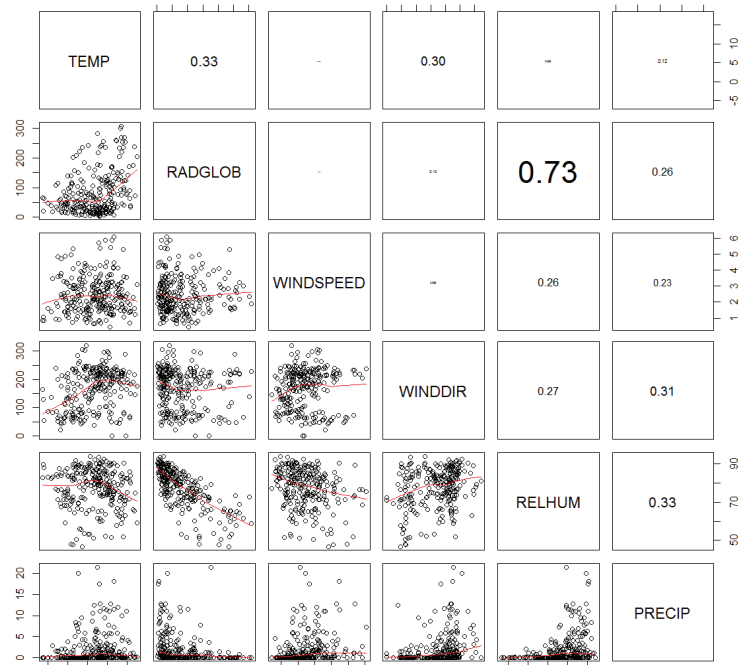 TEMP 0.33 0.30 0.12 -5 0 5 10
0 100 200 300 RADGLOB 0.10 0.73 0.26
WINDSPEED 0.26 0.23 1 2 3 4 5 6
0 100 200 300 WINDDIR 0.27 0.31
RELHUM 0.33 50 70 90
0 5 10 15 20 PRECIP